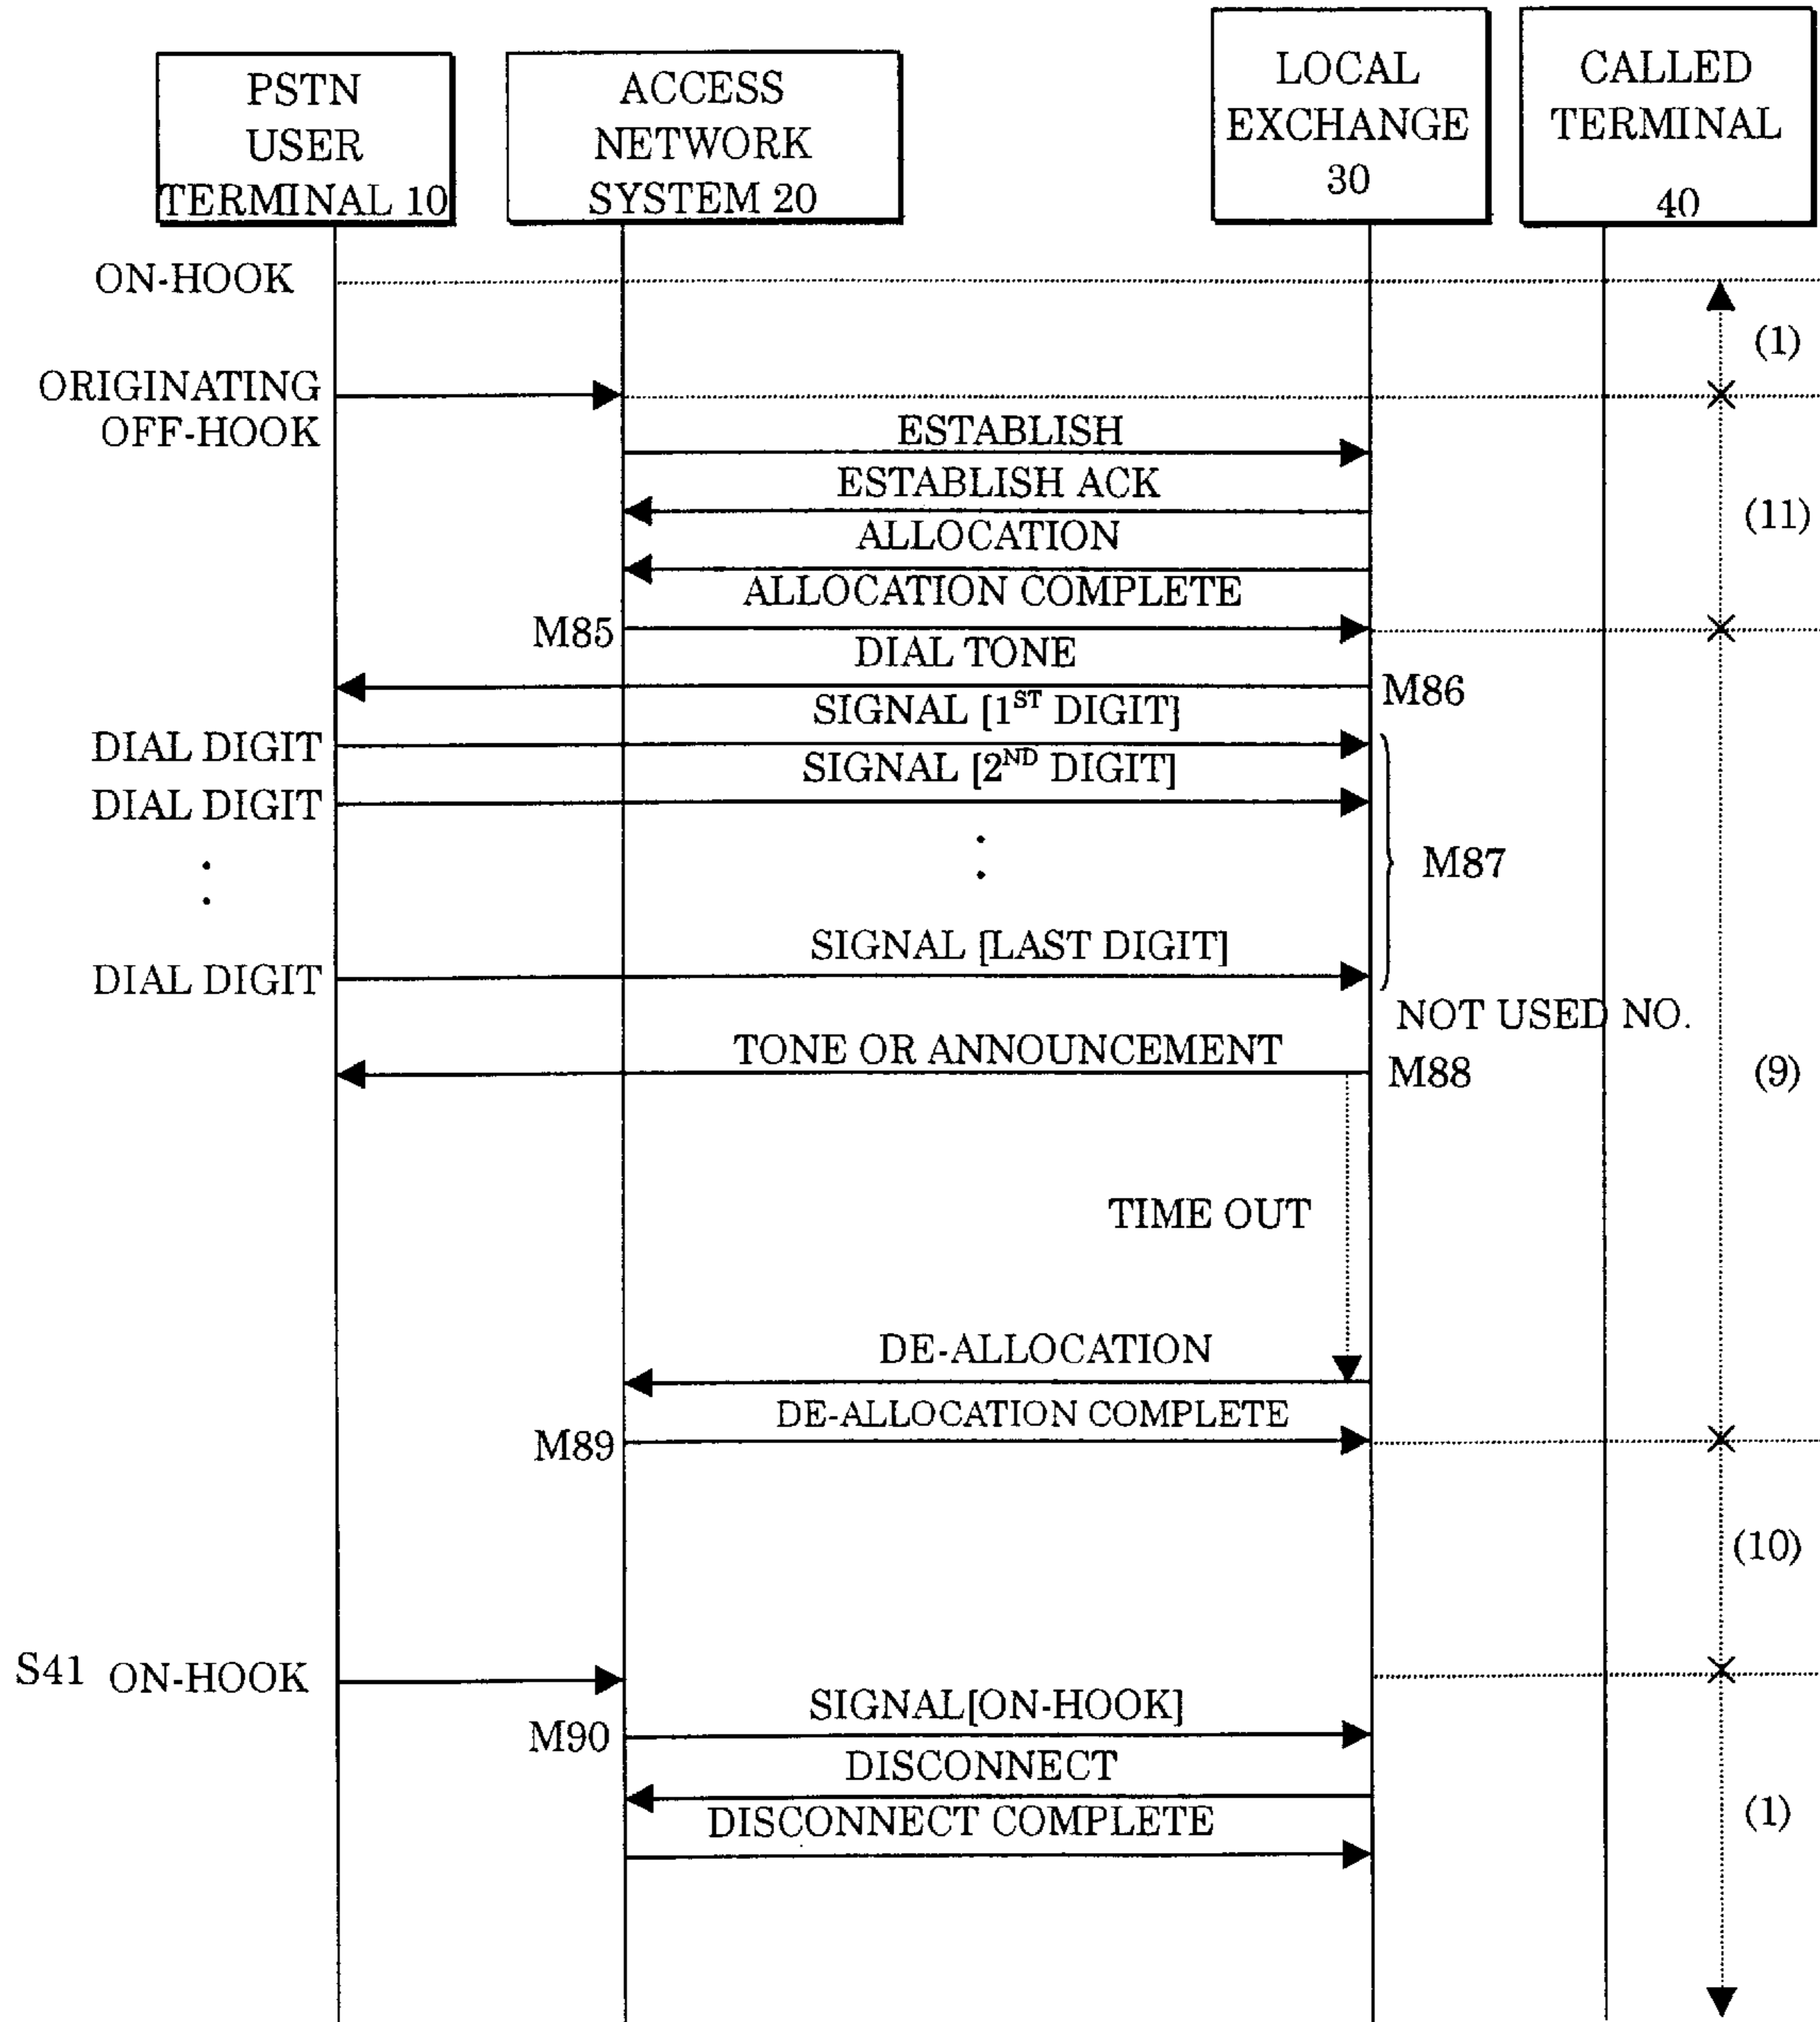 PSTN
USER
TERMINAL 10
ACCESS
NETWORK
SYSTEM 20
LOCAL
EXCHANGE
30
CALLED
TERMINAL
40
ON-HOOK
(1)
ORIGINATING
OFF-HOOK
ESTABLISH
ESTABLISH ACK
(11)
ALLOCATION
ALLOCATION COMPLETE
M85
DIAL TONE
M86
SIGNAL [1ST DIGIT]
DIAL DIGIT
SIGNAL [2ND DIGIT]
DIAL DIGIT
:
:
M87
SIGNAL [LAST DIGIT]
DIAL DIGIT
NOT USED NO.
TONE OR ANNOUNCEMENT
M88
(9)
TIME OUT
DE-ALLOCATION
DE-ALLOCATION COMPLETE
M89
(10)
S41 ON-HOOK
SIGNAL[ON-HOOK]
M90
DISCONNECT
DISCONNECT COMPLETE
(1)